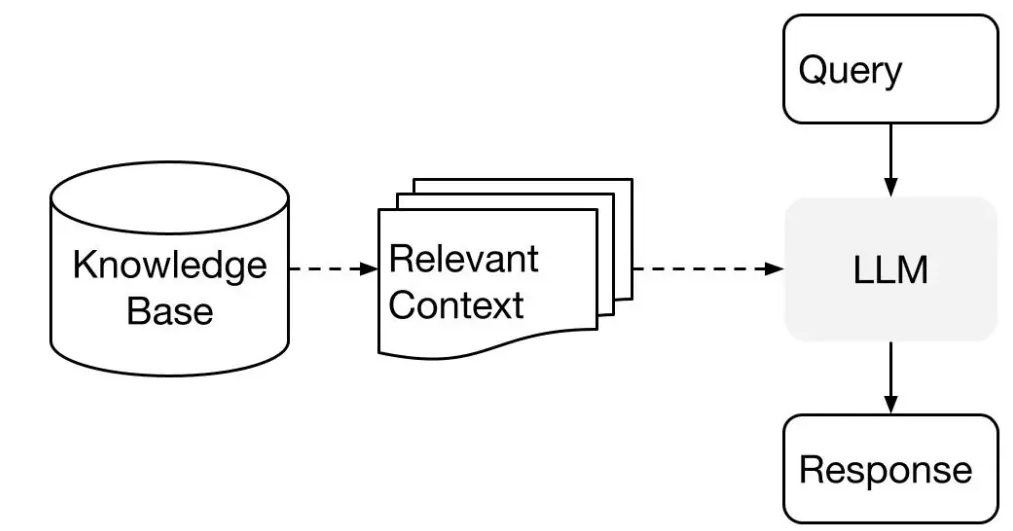 Query
Knowledge
Base
Relevant
Context
LLM
Response